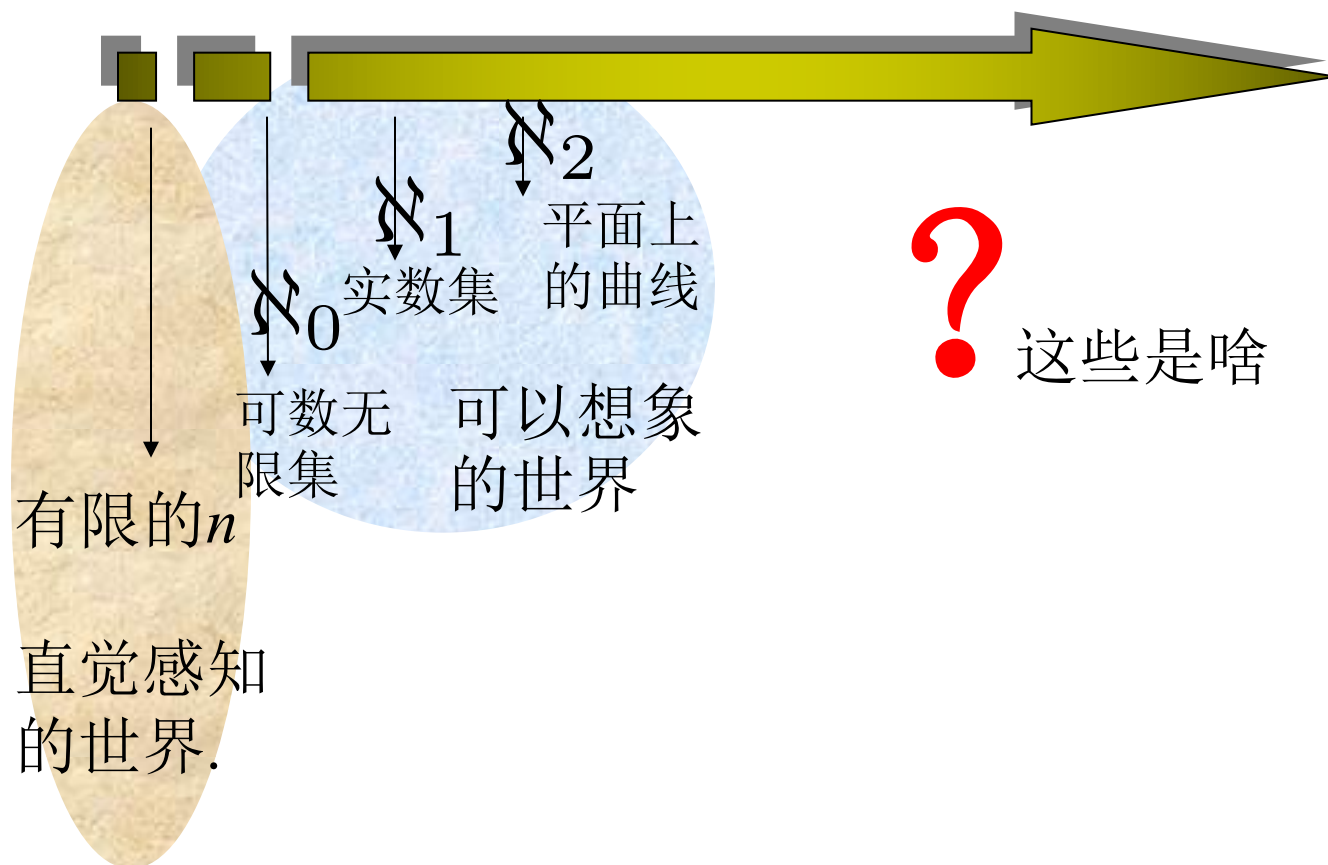 ℵ2
平面上
的曲线
ℵ1
实数集
ℵ0
可数无
限集
可以想象
的世界
?
这些是啥
有限的n
直觉感知
的世界.